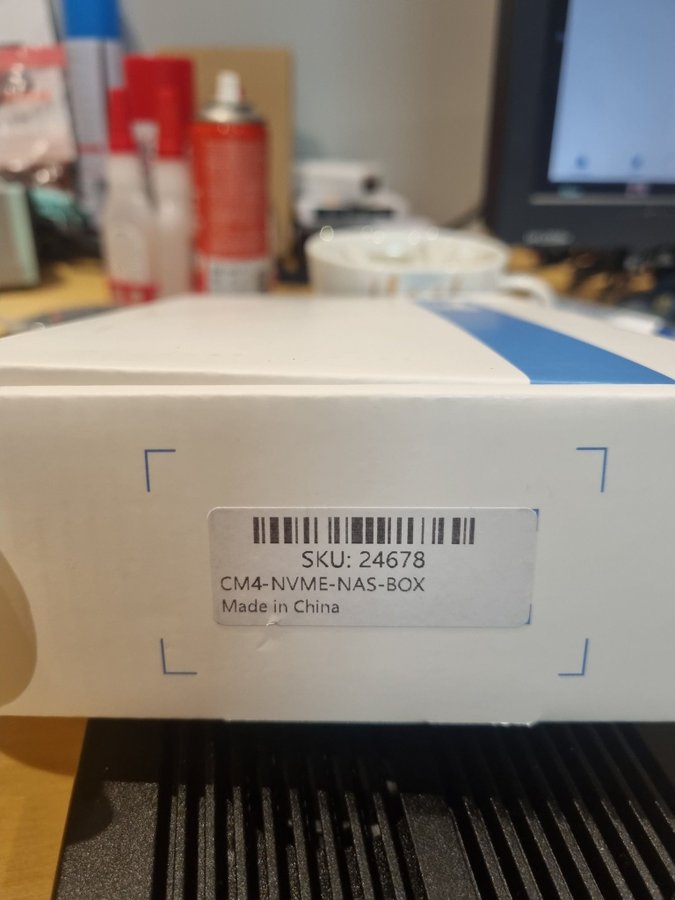 SKU: 24678
CM4-NVME-NAS-BOX
Made in China